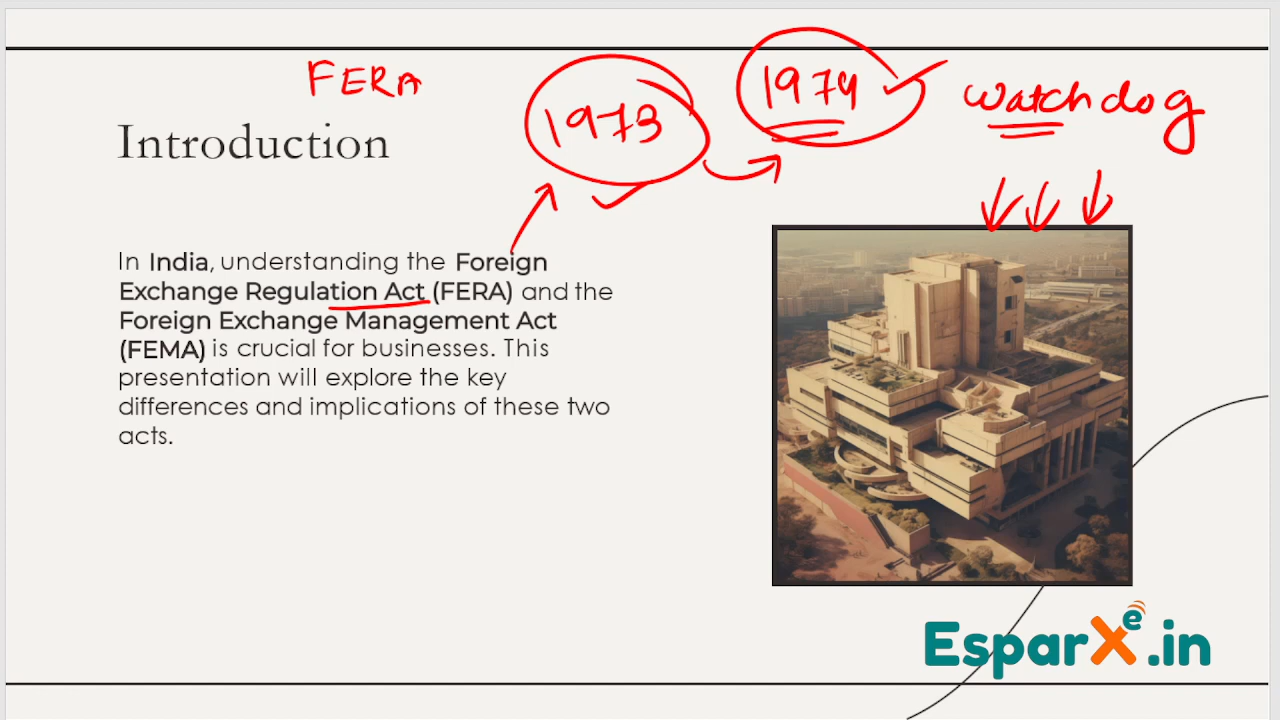 FERA
1973
1974
watchdog
Introduction
In India, understanding the Foreign
Exchange Regulation Act (FERA) and the
Foreign Exchange Management Act
(FEMA) is crucial for businesses. This
presentation will explore the key
differences and implications of these two
acts.
EsparXe.in